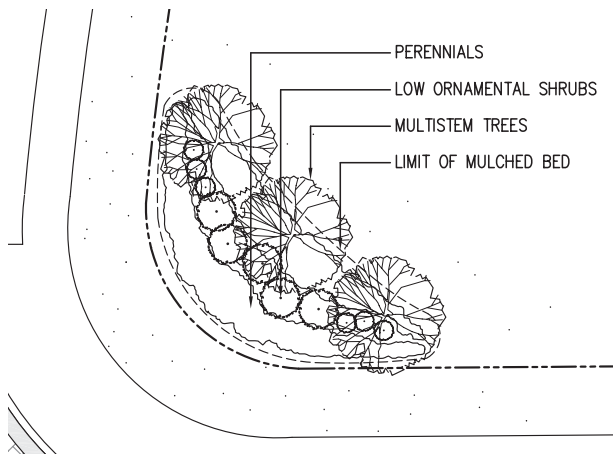 PERENNIALS
LOW ORNAMENTAL SHRUBS
MULTISTEM TREES
LIMIT OF MULCHED BED